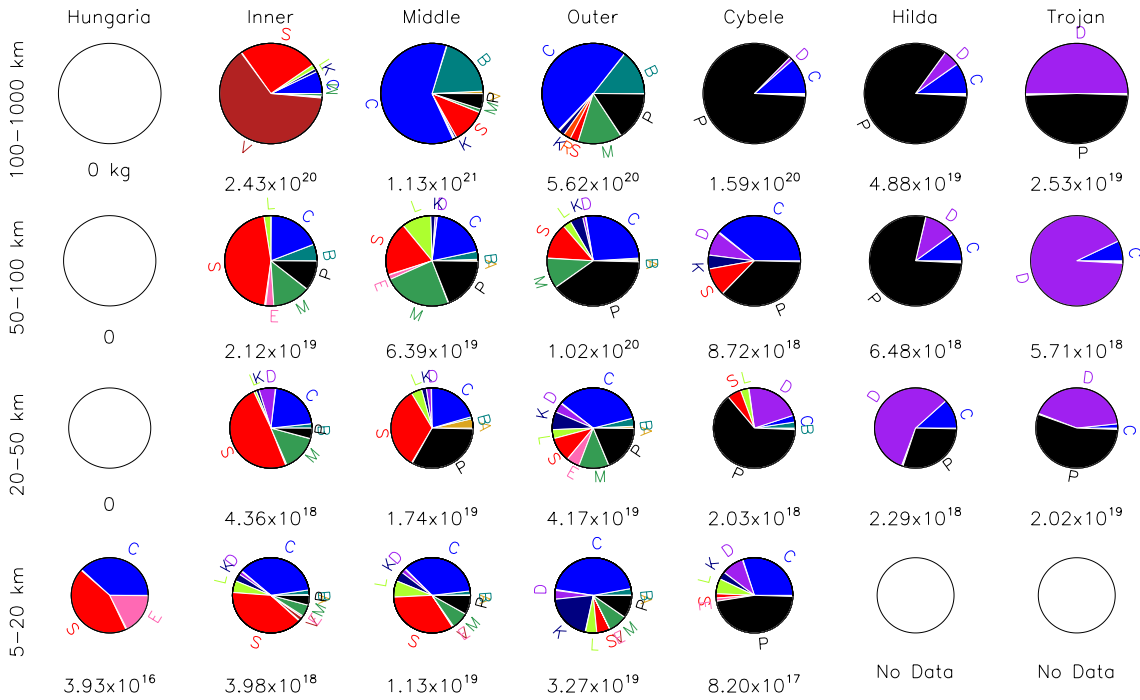 Hungaria Inner Middle Outer Cybele Hilda Trojan
100-1000 km
S L K C V
C B A P M S K
C B P M S R K
P D C
P D C
D P
0 kg 2.43x10^20 1.13x10^21 5.62x10^20 1.59x10^20 4.88x10^19 2.53x10^19
50-100 km
L C B P M E S
L K D C B A P M E S
L K D C B A P M S
D C P S K
D C P
C D
0 2.12x10^19 6.39x10^19 1.02x10^20 8.72x10^18 6.48x10^18 5.71x10^18
20-50 km
L K D C B P M S
L K D C B A P S
D C B A P M E S L K
S L D C B P
D C P
D C P
0 4.36x10^18 1.74x10^19 4.17x10^19 2.03x10^18 2.29x10^18 2.02x10^19
5-20 km
C E S
L K D C B P M V S
L K D C B P M S
C B A P M S L K D
K D C P S L
3.93x10^16 3.98x10^18 1.13x10^19 3.27x10^19 8.20x10^17 No Data No Data